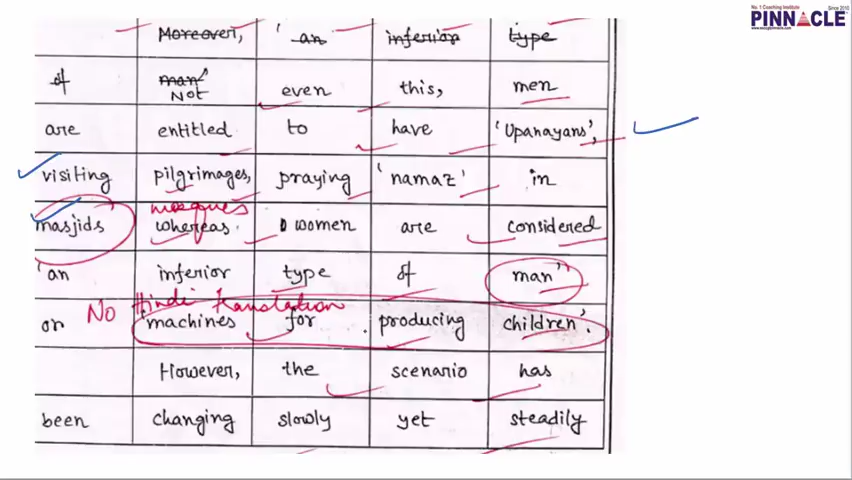 No. 1 Coaching Institute Since 2010
PINNACLE
Moreover, 'an inferior type
of man' Not even this, men
are entitled to have 'Upanayans',
visiting pilgrimages, praying 'namaz' in
mosques
masjids whereas women are considered
'an inferior type of man'
No Hindi translation
or machines for producing children'.
However, the scenario has
been changing slowly yet steadily